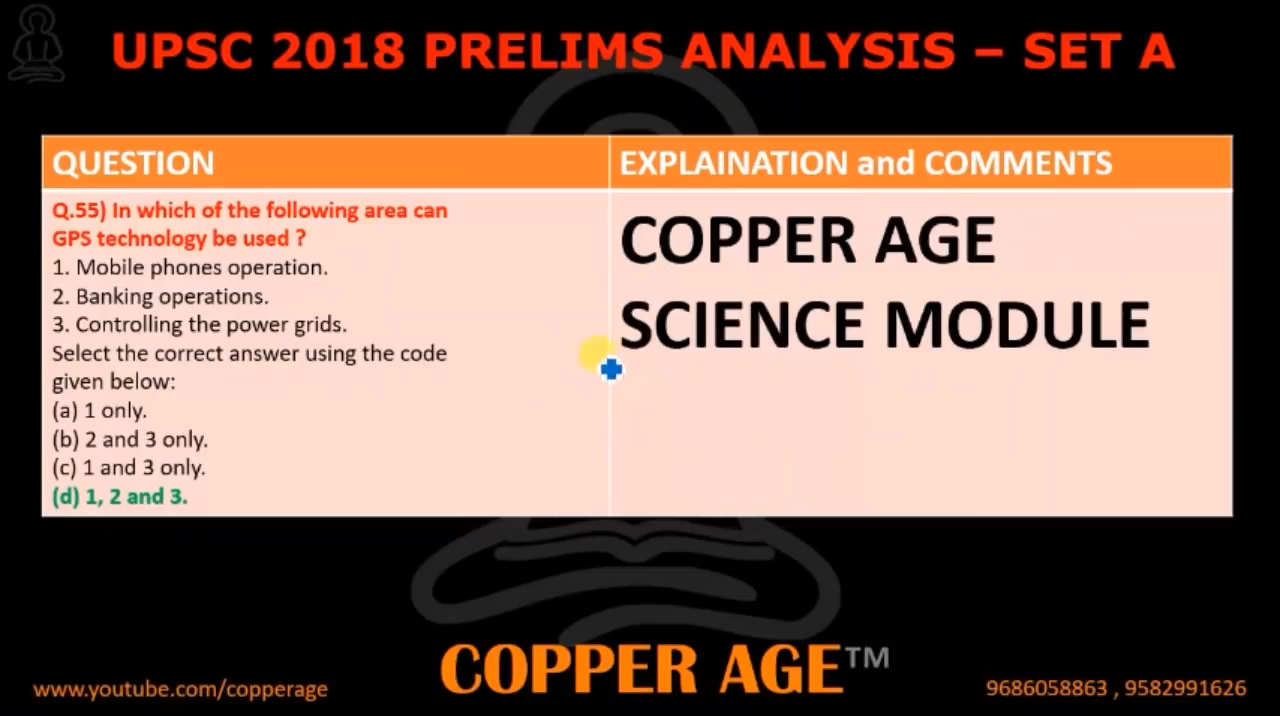 UPSC 2018 PRELIMS ANALYSIS – SET A
QUESTION
EXPLAINATION and COMMENTS
Q.55) In which of the following area can
GPS technology be used ?
1. Mobile phones operation.
2. Banking operations.
3. Controlling the power grids.
Select the correct answer using the code
given below:
(a) 1 only.
(b) 2 and 3 only.
(c) 1 and 3 only.
(d) 1, 2 and 3.
COPPER AGE
SCIENCE MODULE
COPPER AGE™
www.youtube.com/copperage
9686058863 , 9582991626